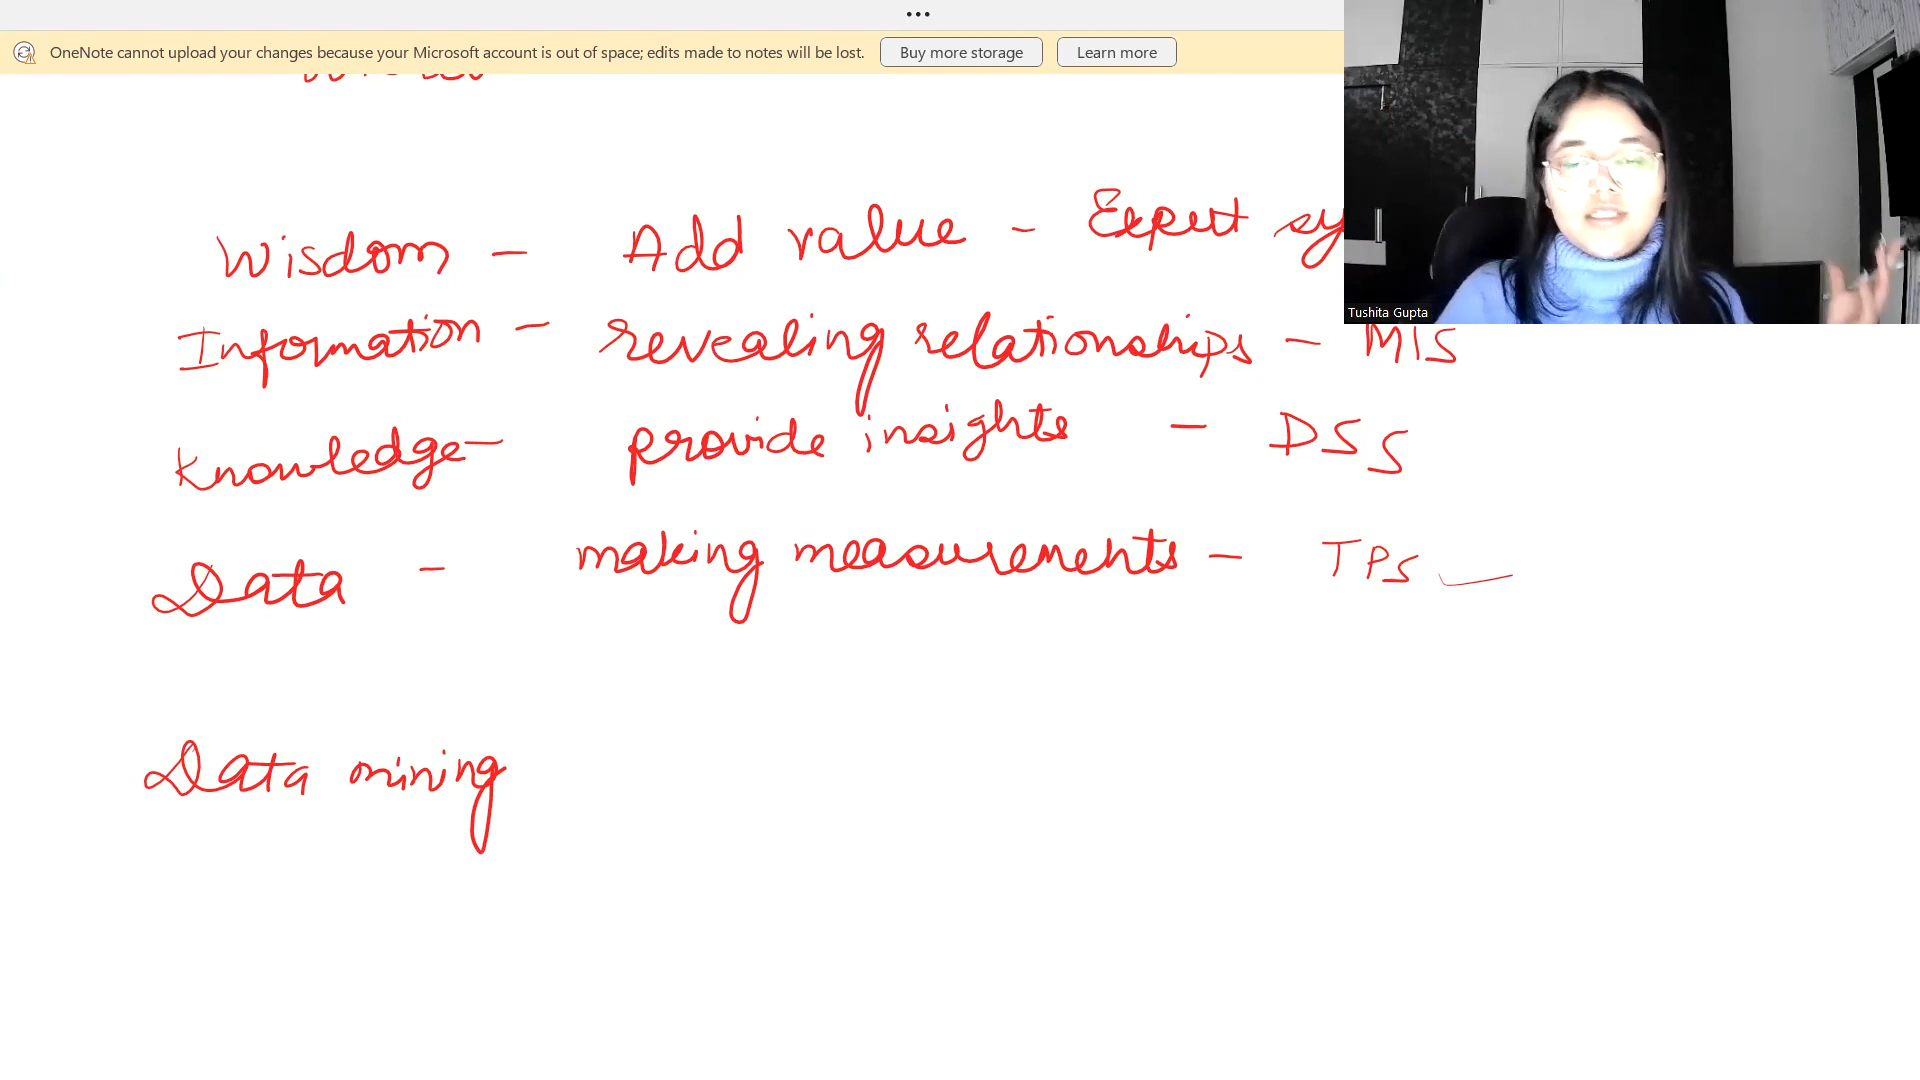 •••
OneNote cannot upload your changes because your Microsoft account is out of space; edits made to notes will be lost. Buy more storage Learn more
Wisdom - Add value - Expert sy
Tushita Gupta
Information - revealing relationships - MIS
Knowledge - provide insights - DSS
Data - making measurements - TPS
Data mining